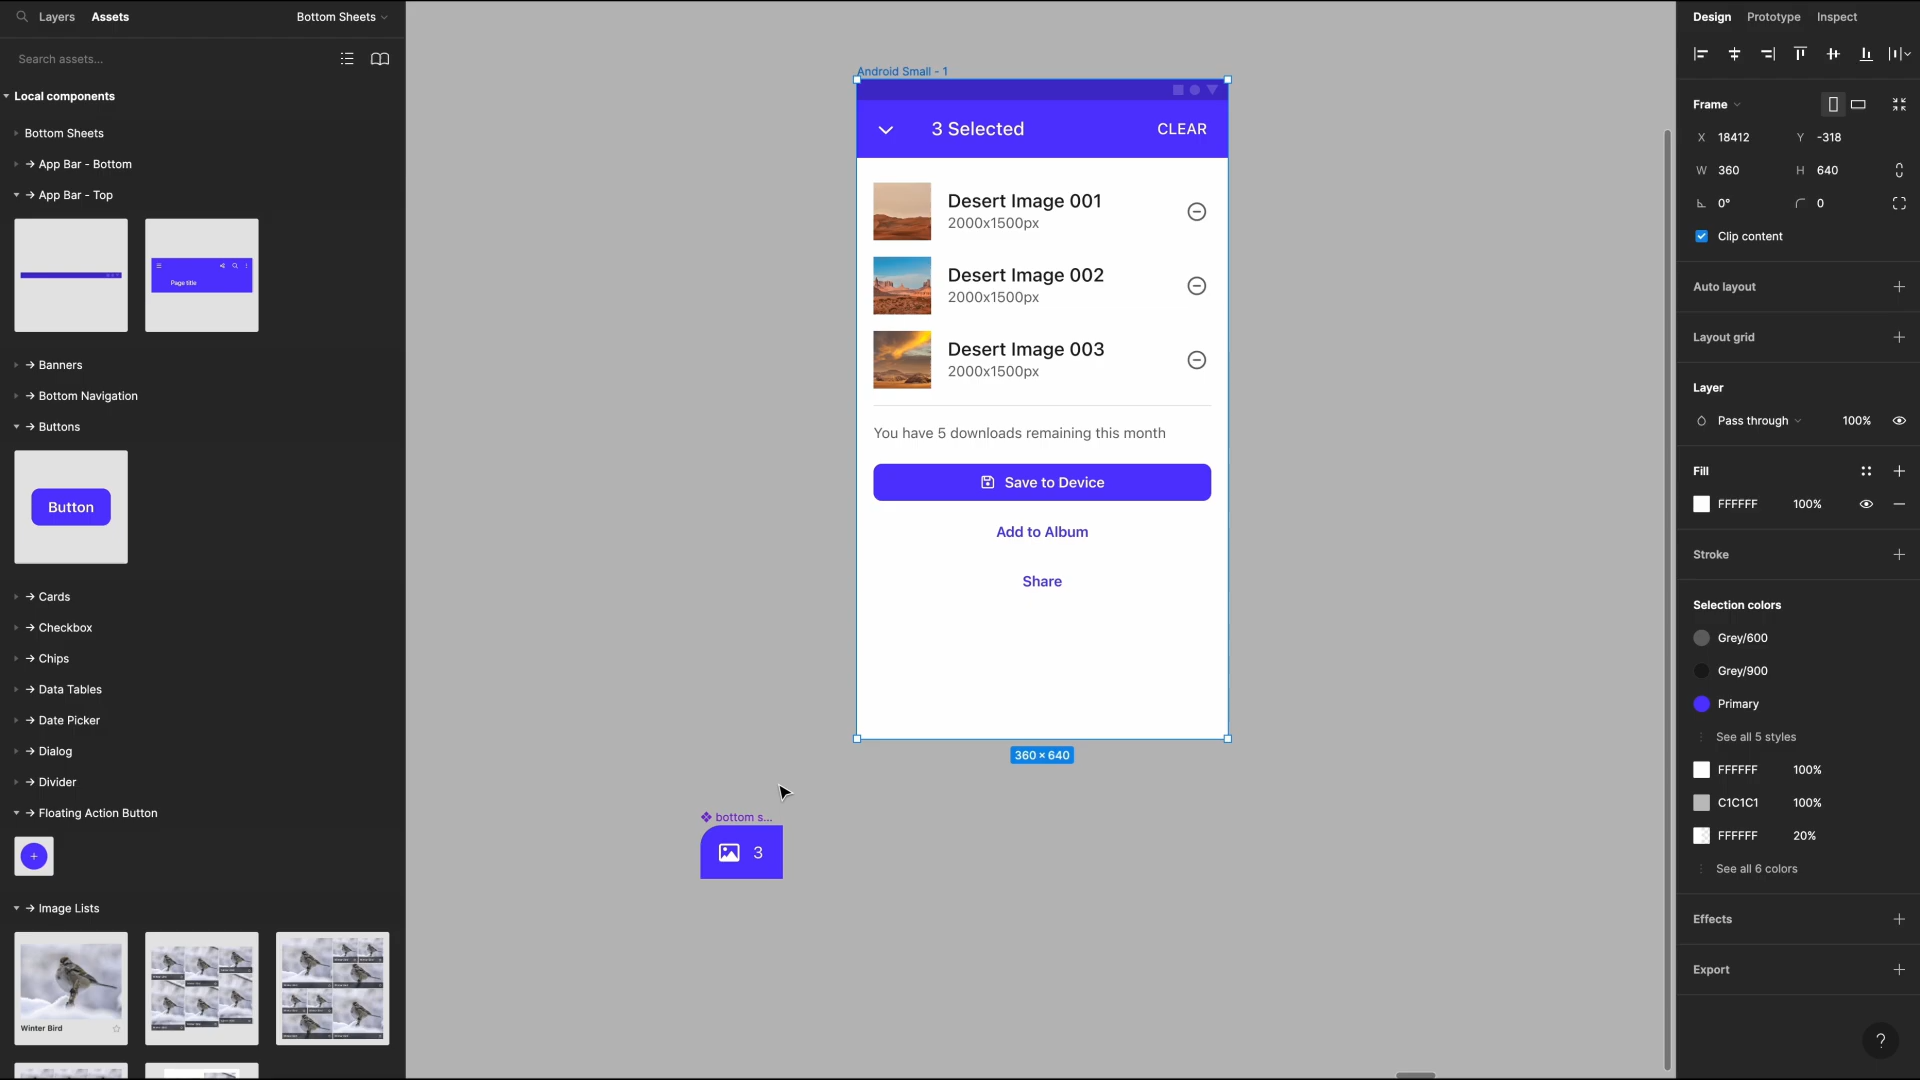 Layers
Assets
Bottom Sheets
Search assets...
Local components
Bottom Sheets
→ App Bar - Bottom
→ App Bar - Top
Page title
→ Banners
→ Bottom Navigation
→ Buttons
Button
→ Cards
→ Checkbox
→ Chips
→ Data Tables
→ Date Picker
→ Dialog
→ Divider
→ Floating Action Button
→ Image Lists
Winter Bird
Android Small - 1
3 Selected
CLEAR
Desert Image 001
2000x1500px
Desert Image 002
2000x1500px
Desert Image 003
2000x1500px
You have 5 downloads remaining this month
Save to Device
Add to Album
Share
360 × 640
bottom s...
3
Design
Prototype
Inspect
Frame
X 18412
Y -318
W 360
H 640
0°
0
Clip content
Auto layout
Layout grid
Layer
Pass through
100%
Fill
FFFFFF
100%
Stroke
Selection colors
Grey/600
Grey/900
Primary
See all 5 styles
FFFFFF
100%
C1C1C1
100%
FFFFFF
20%
See all 6 colors
Effects
Export
?